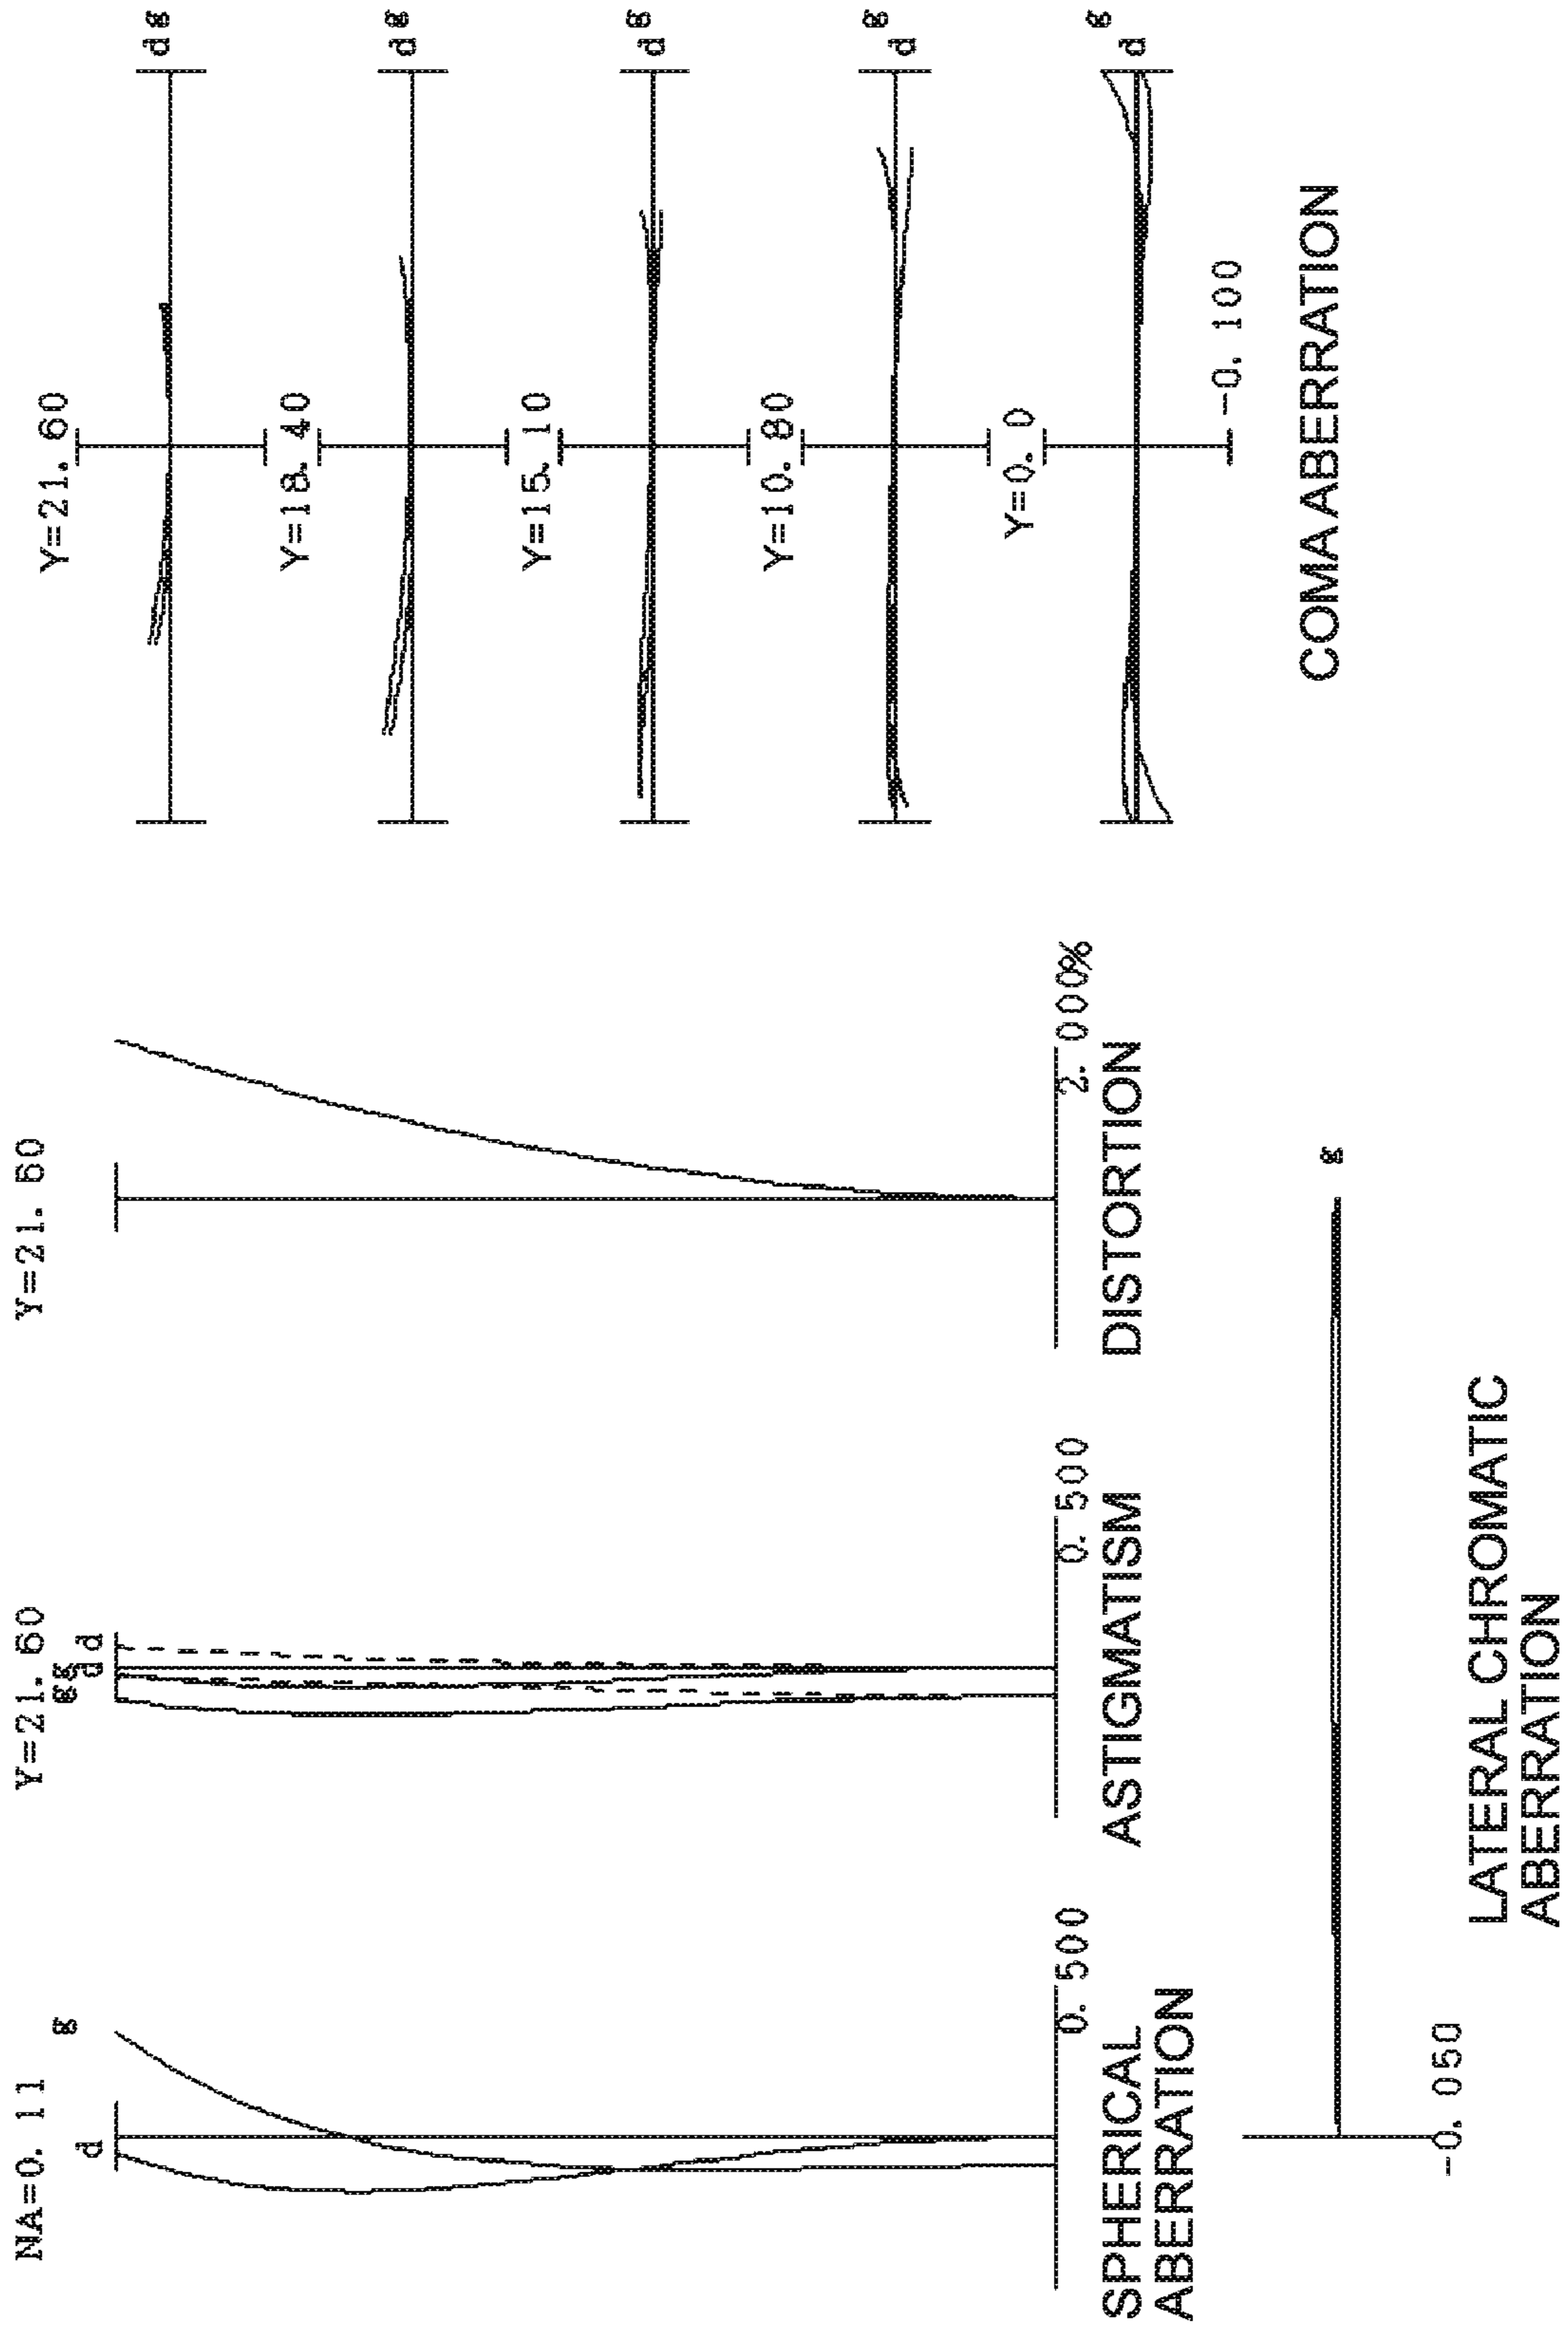 NA=0. 11
d
g
0. 500
SPHERICAL
ABERRATION
Y=21. 60
g g
d d
0. 500
ASTIGMATISM
Y=21. 60
2. 000%
DISTORTION
-0. 050
g
LATERAL CHROMATIC
ABERRATION
Y=21. 60
d g
Y=18. 40
d g
Y=15. 10
d g
Y=10. 80
d g
Y=0. 0
d g
-0. 100
COMA ABERRATION